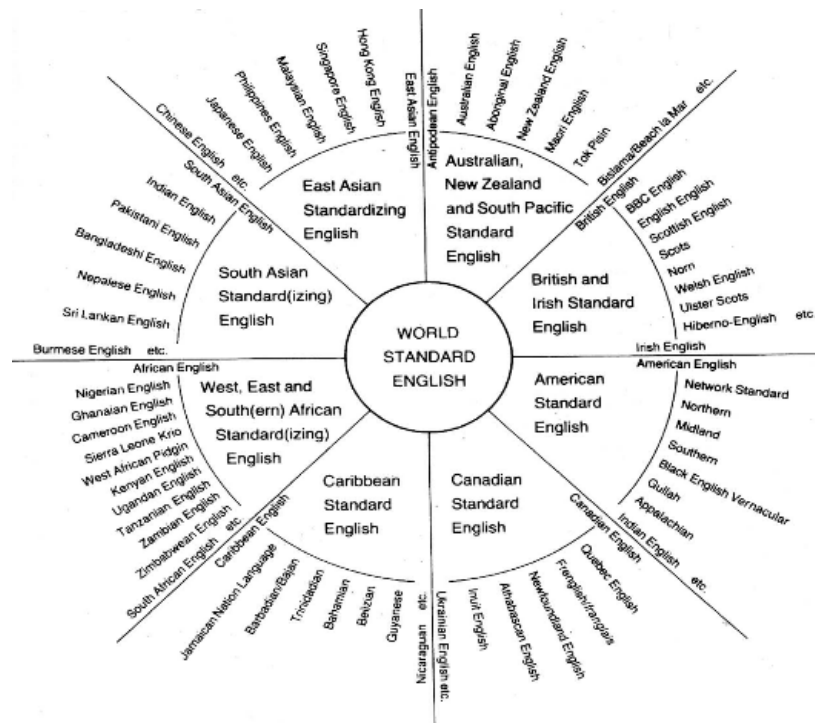 WORLD
STANDARD
ENGLISH
East Asian
Standardizing
English
East Asian English
Hong Kong English
Singapore English
Malaysian English
Philippines English
Japanese English
Chinese English etc.
Australian,
New Zealand
and South Pacific
Standard
English
Antipodean English
Australian English
Aboriginal English
New Zealand English
Maori English
Tok Pisin
Bislama/Beach la Mar etc.
British and
Irish Standard
English
British English
BBC English
English English
Scottish English
Scots
Norn
Welsh English
Ulster Scots
Hiberno-English etc.
Irish English
American
Standard
English
American English
Network Standard
Northern
Midland
Southern
Black English Vernacular
Gullah
Appalachian
Indian English etc.
Canadian
Standard
English
Canadian English
Quebec English
Frenglish/franglais
Newfoundland English
Athabascan English
Inuit English
Ukrainian English etc.
Caribbean
Standard
English
Caribbean English
Jamaican Nation Language
Barbadian/Bajan
Trinidadian
Bahamian
Belizian
Guyanese
Nicaraguan etc.
West, East and
South(ern) African
Standard(izing)
English
African English
Nigerian English
Ghanaian English
Cameroon English
Sierra Leone Krio
West African Pidgin
Kenyan English
Ugandan English
Tanzanian English
Zambian English
Zimbabwean English
South African English etc.
South Asian
Standard(izing)
English
South Asian English
Indian English
Pakistani English
Bangladeshi English
Nepalese English
Sri Lankan English
Burmese English etc.